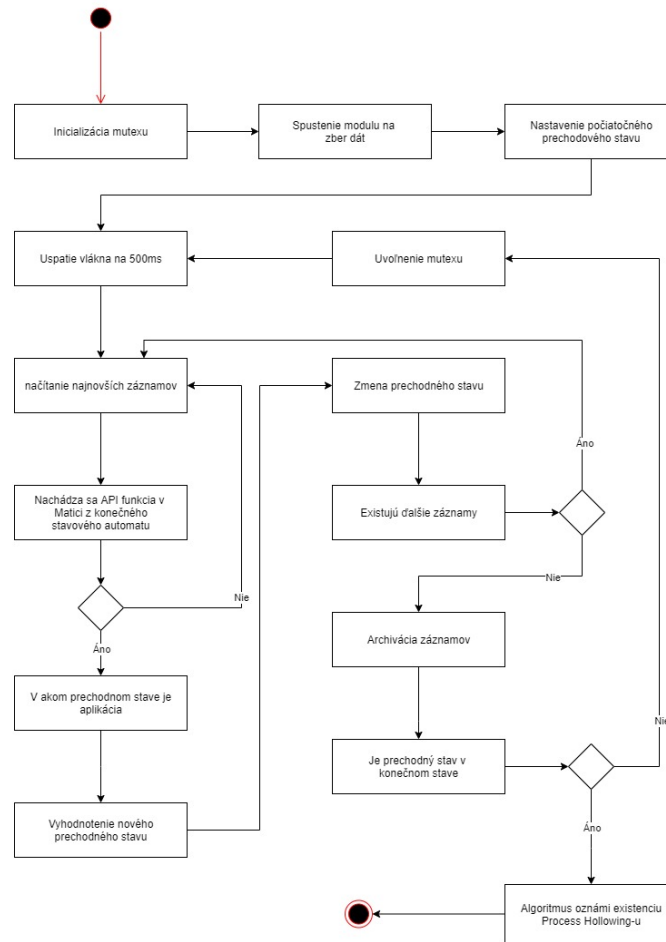 Inicializácia mutexu
Spustenie modulu na
zber dát
Nastavenie počiatočného
prechodového stavu
Uspatie vlákna na 500ms
Uvoľnenie mutexu
načítanie najnovších záznamov
Zmena prechodného stavu
Áno
Nachádza sa API funkcia v
Matici z konečného
stavového automatu
Existujú ďalšie záznamy
Nie
Nie
Áno
Archivácia záznamov
V akom prechodnom stave je
aplikácia
Nie
Je prechodný stav v
konečnom stave
Vyhodnotenie nového
prechodného stavu
Áno
Algoritmus oznámi existenciu
Process Hollowing-u